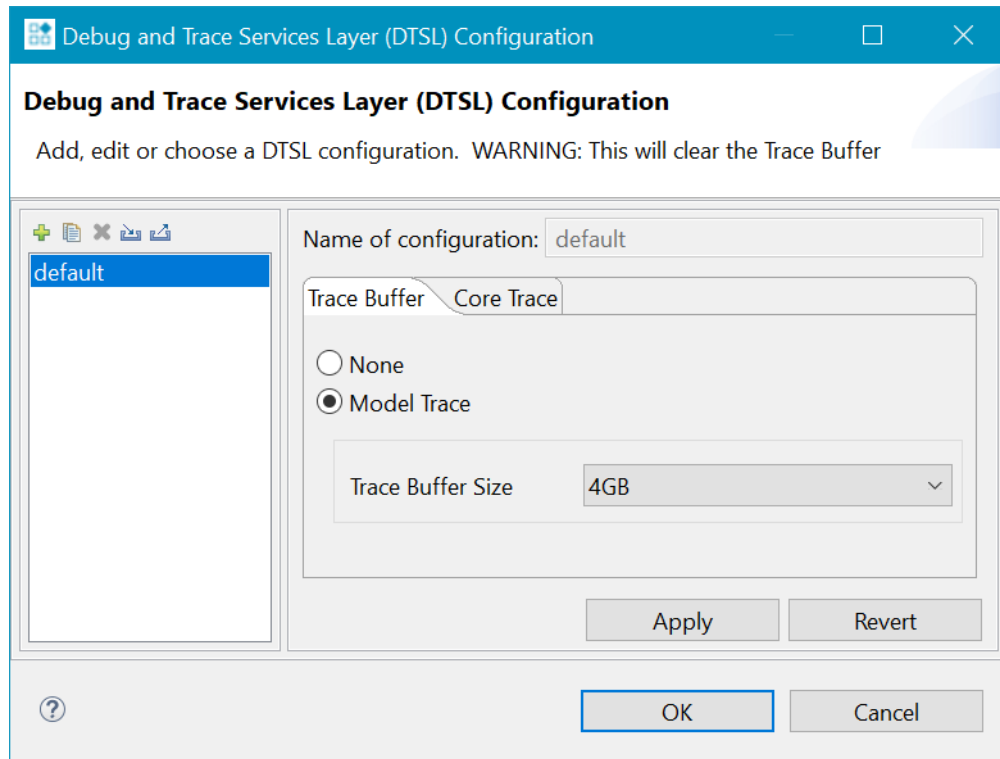 Debug and Trace Services Layer (DTSL) Configuration
Debug and Trace Services Layer (DTSL) Configuration
Add, edit or choose a DTSL configuration. WARNING: This will clear the Trace Buffer
default
Name of configuration: default
Trace Buffer Core Trace
None
Model Trace
Trace Buffer Size 4GB
Apply Revert
? OK Cancel